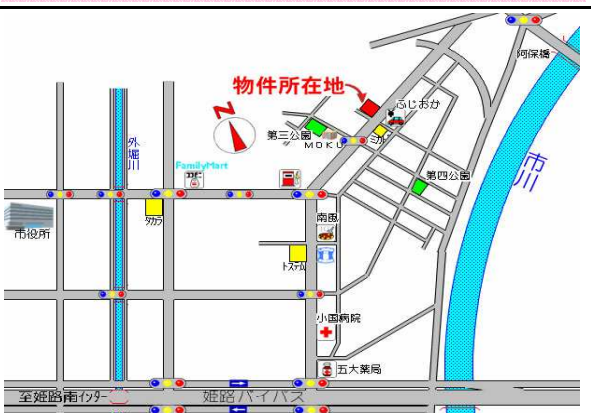 阿保橋
物件所在地
ふじおか
N
外堀川
第三公園
MOKU
ミカド
FamilyMart
第四公園
市川
市役所
タカラ
南風
トステム
小国病院
五大薬局
至姫路南インター
姫路バイパス